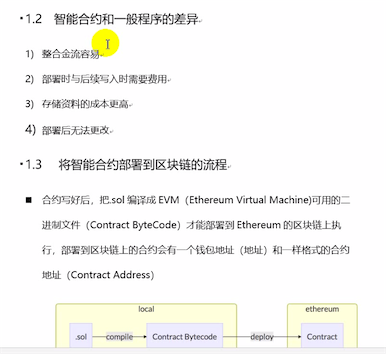 •1.2 智能合约和一般程序的差异
1) 整合金流容易
2) 部署时与后续写入时需要费用
3) 存储资料的成本更高
4) 部署后无法更改
•1.3 将智能合约部署到区块链的流程
■ 合约写好后，把.sol 编译成 EVM（Ethereum Virtual Machine)可用的二
进制文件（Contract ByteCode）才能部署到 Ethereum 的区块链上执
行，部署到区块链上的合约会有一个钱包地址（地址）和一样格式的合约
地址（Contract Address）
local ethereum
.sol compile Contract Bytecode deploy Contract